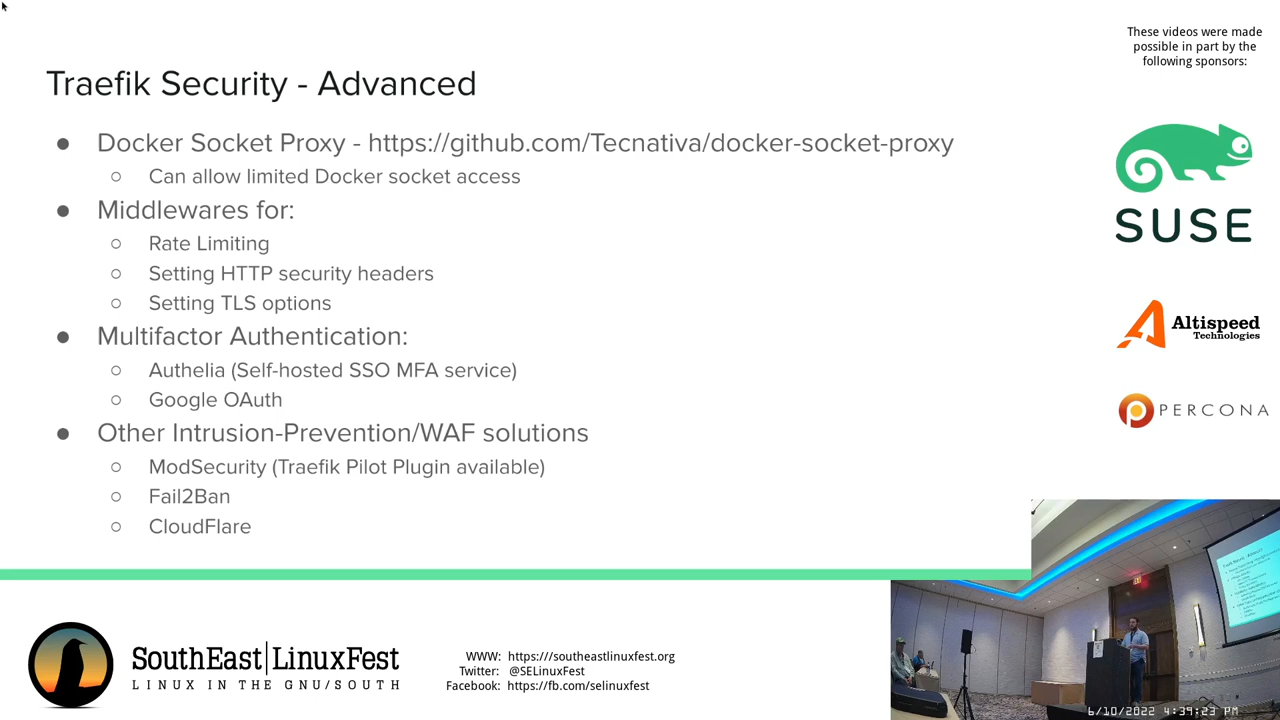 These videos were made
possible in part by the
following sponsors:
Traefik Security - Advanced
● Docker Socket Proxy - https://github.com/Tecnativa/docker-socket-proxy
○ Can allow limited Docker socket access
● Middlewares for:
○ Rate Limiting
○ Setting HTTP security headers
○ Setting TLS options
● Multifactor Authentication:
○ Authelia (Self-hosted SSO MFA service)
○ Google OAuth
● Other Intrusion-Prevention/WAF solutions
○ ModSecurity (Traefik Pilot Plugin available)
○ Fail2Ban
○ CloudFlare
SUSE
Altispeed
Technologies
PERCONA
SouthEast LinuxFest
LINUX IN THE GNU/SOUTH
WWW: https:///southeastlinuxfest.org
Twitter: @SELinuxFest
Facebook: https://fb.com/selinuxfest
6/10/2022 4:39:23 PM